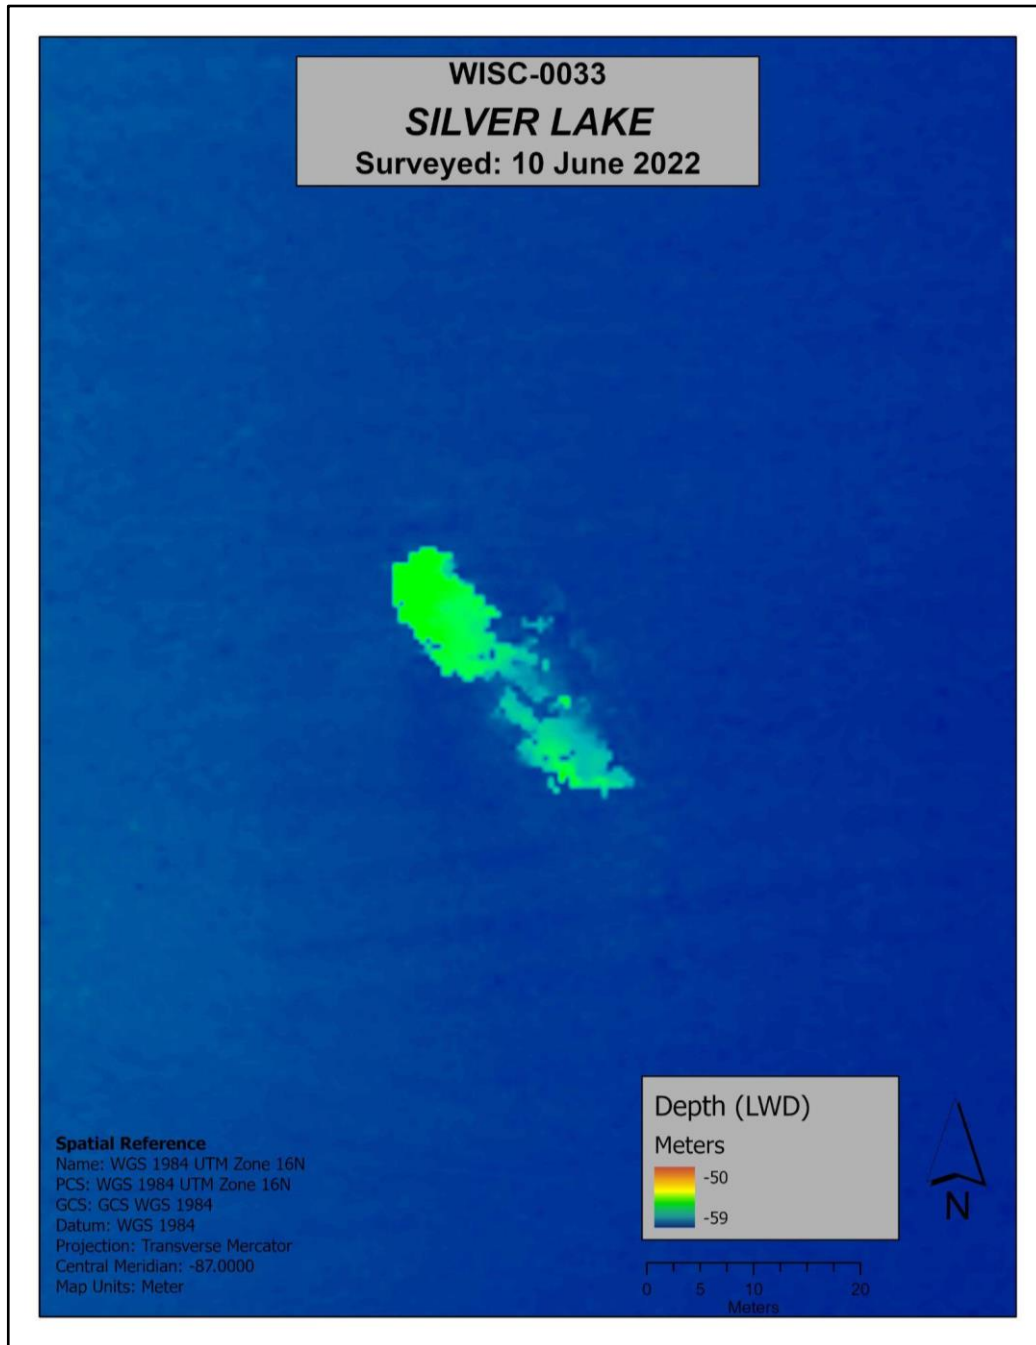 WISC-0033
SILVER LAKE
Surveyed: 10 June 2022
Spatial Reference
Name: WGS 1984 UTM Zone 16N
PCS: WGS 1984 UTM Zone 16N
GCS: GCS WGS 1984
Datum: WGS 1984
Projection: Transverse Mercator
Central Meridian: -87.0000
Map Units: Meter
Depth (LWD)
Meters
-50
-59
N
0 5 10 20
Meters